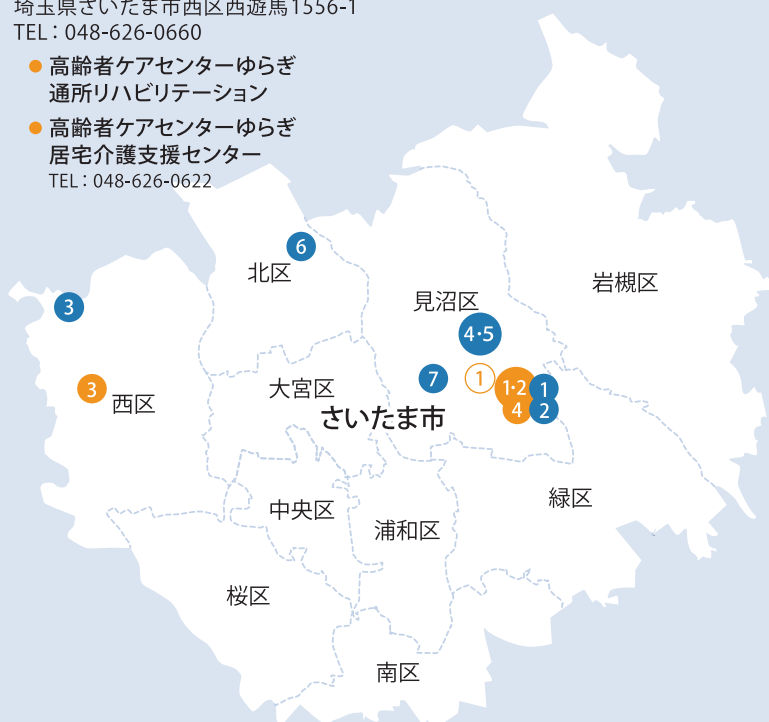 埼玉県さいたま市西区西遊馬1556-1
TEL：048-626-0660
● 高齢者ケアセンターゆらぎ
通所リハビリテーション
● 高齢者ケアセンターゆらぎ
居宅介護支援センター
TEL：048-626-0622
6
北区
岩槻区
3
見沼区
4・5
7
1
1・2
1
3
西区
大宮区
4
2
さいたま市
中央区
緑区
浦和区
桜区
南区